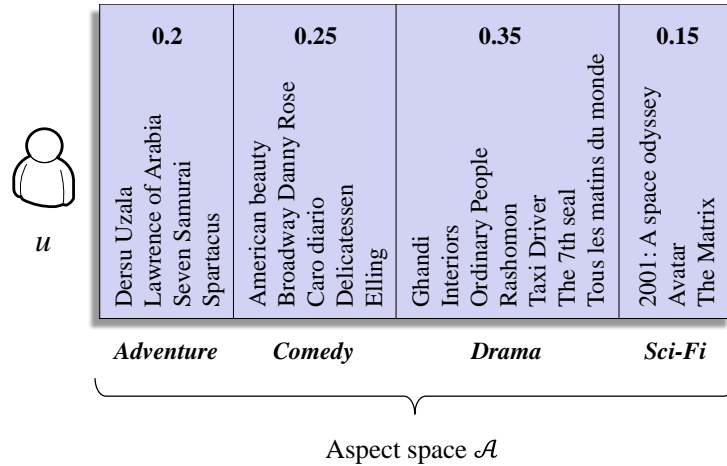 0.2
0.25
0.35
0.15
Dersu Uzala
Lawrence of Arabia
Seven Samurai
Spartacus
American beauty
Broadway Danny Rose
Caro diario
Delicatessen
Elling
Ghandi
Interiors
Ordinary People
Rashomon
Taxi Driver
The 7th seal
Tous les matins du monde
2001: A space odyssey
Avatar
The Matrix
u
Adventure
Comedy
Drama
Sci-Fi
Aspect space 𝒜